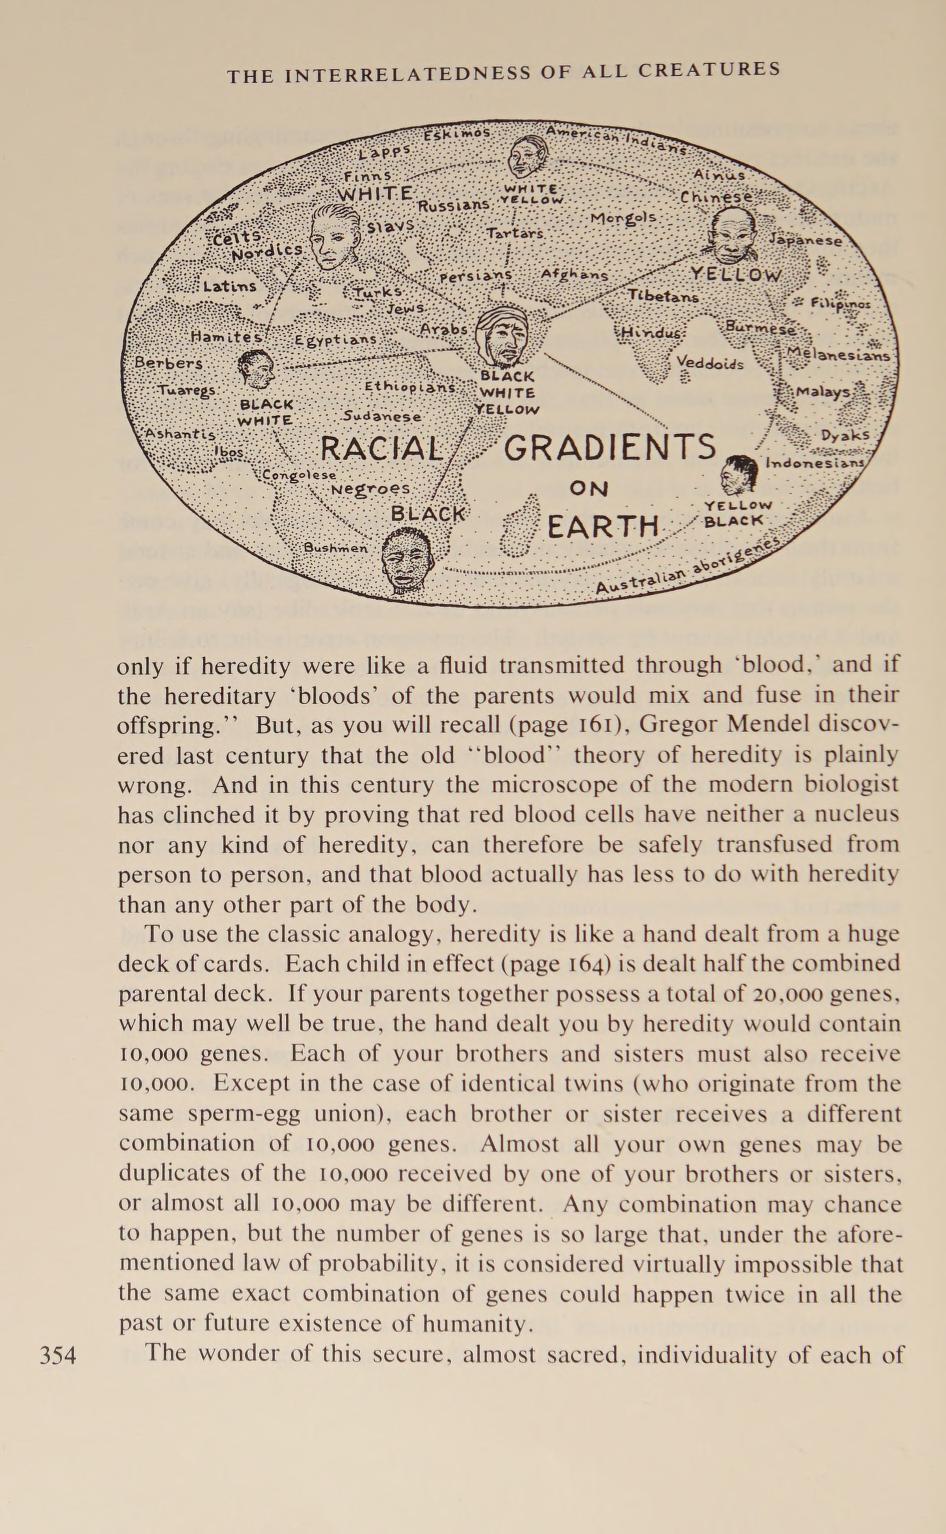 THE INTERRELATEDNESS OF ALL CREATURES
Eskimos
American Indians
Lapps
Finns
Ainus
WHITE
WHITE
YELLOW
Chinese
Russians
Mongols
Celts
Slavs
Tartars
Japanese
Nordics
Persians
Afghans
YELLOW
Latins
Turks
Tibetans
Filipinos
Jews
Hamites
Egyptians
Arabs
Hindus
Burmese
Berbers
Veddoids
Melanesians
Tuaregs
Ethiopians
BLACK
WHITE
YELLOW
Malays
BLACK
WHITE
Sudanese
Ashantis
Dyaks
Ibos
RACIAL GRADIENTS
Indonesians
Congolese
Negroes
ON
YELLOW
BLACK
BLACK
EARTH
Bushmen
Australian aborigenes
only if heredity were like a fluid transmitted through ‘blood,’ and if
the hereditary ‘bloods’ of the parents would mix and fuse in their
offspring.’’ But, as you will recall (page 161), Gregor Mendel discov-
ered last century that the old ‘‘blood’’ theory of heredity is plainly
wrong. And in this century the microscope of the modern biologist
has clinched it by proving that red blood cells have neither a nucleus
nor any kind of heredity, can therefore be safely transfused from
person to person, and that blood actually has less to do with heredity
than any other part of the body.
To use the classic analogy, heredity is like a hand dealt from a huge
deck of cards. Each child in effect (page 164) is dealt half the combined
parental deck. If your parents together possess a total of 20,000 genes,
which may well be true, the hand dealt you by heredity would contain
10,000 genes. Each of your brothers and sisters must also receive
10,000. Except in the case of identical twins (who originate from the
same sperm-egg union), each brother or sister receives a different
combination of 10,000 genes. Almost all your own genes may be
duplicates of the 10,000 received by one of your brothers or sisters,
or almost all 10,000 may be different. Any combination may chance
to happen, but the number of genes is so large that, under the afore-
mentioned law of probability, it is considered virtually impossible that
the same exact combination of genes could happen twice in all the
past or future existence of humanity.
354 The wonder of this secure, almost sacred, individuality of each of